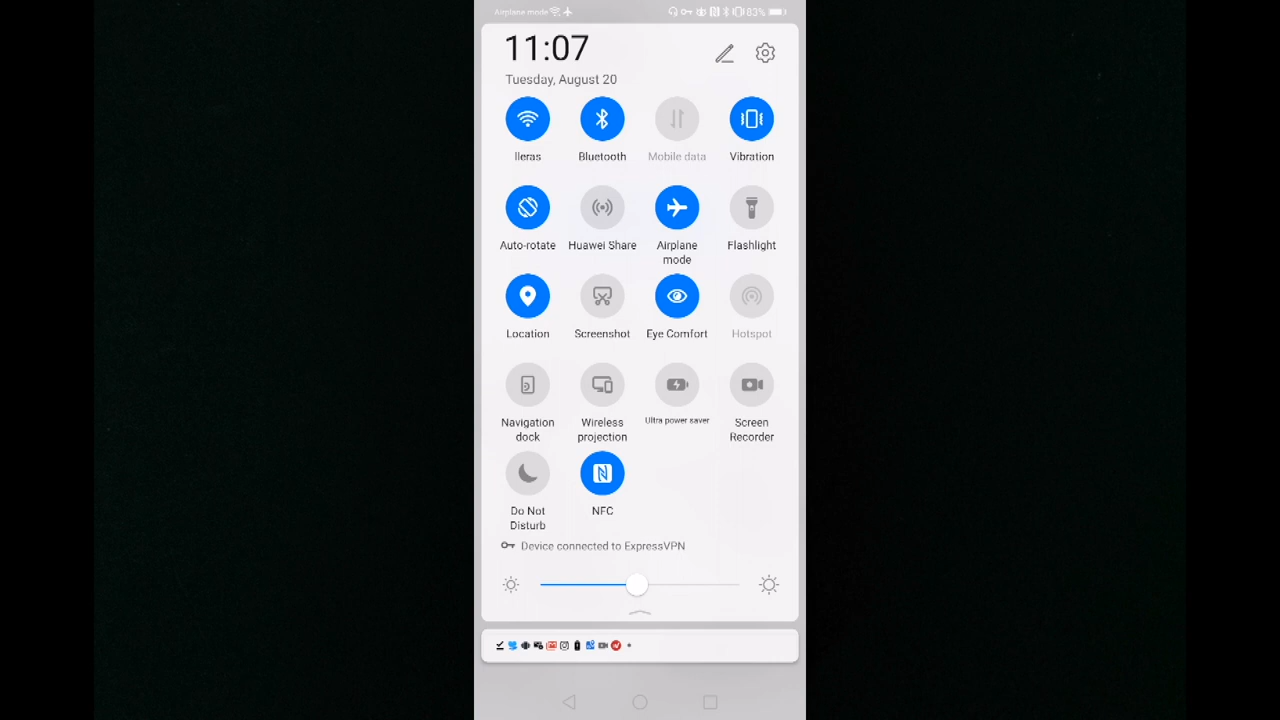 Airplane mode 83%
11:07
Tuesday, August 20
lleras Bluetooth Mobile data Vibration
Auto-rotate Huawei Share Airplane mode Flashlight
Location Screenshot Eye Comfort Hotspot
Navigation dock Wireless projection Ultra power saver Screen Recorder
Do Not Disturb NFC
Device connected to ExpressVPN